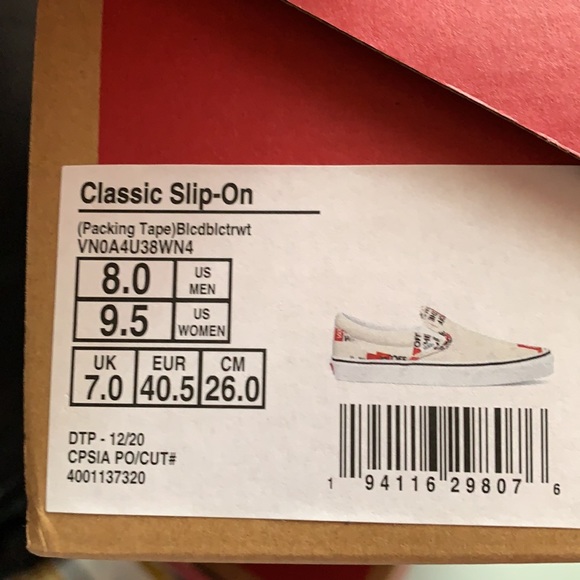 Classic Slip-On
(Packing Tape)Blcdblctrwt
VN0A4U38WN4
8.0 US MEN
9.5 US WOMEN
UK 7.0 EUR 40.5 CM 26.0
DTP - 12/20
CPSIA PO/CUT#
4001137320
OFF
1 94116 29807 6